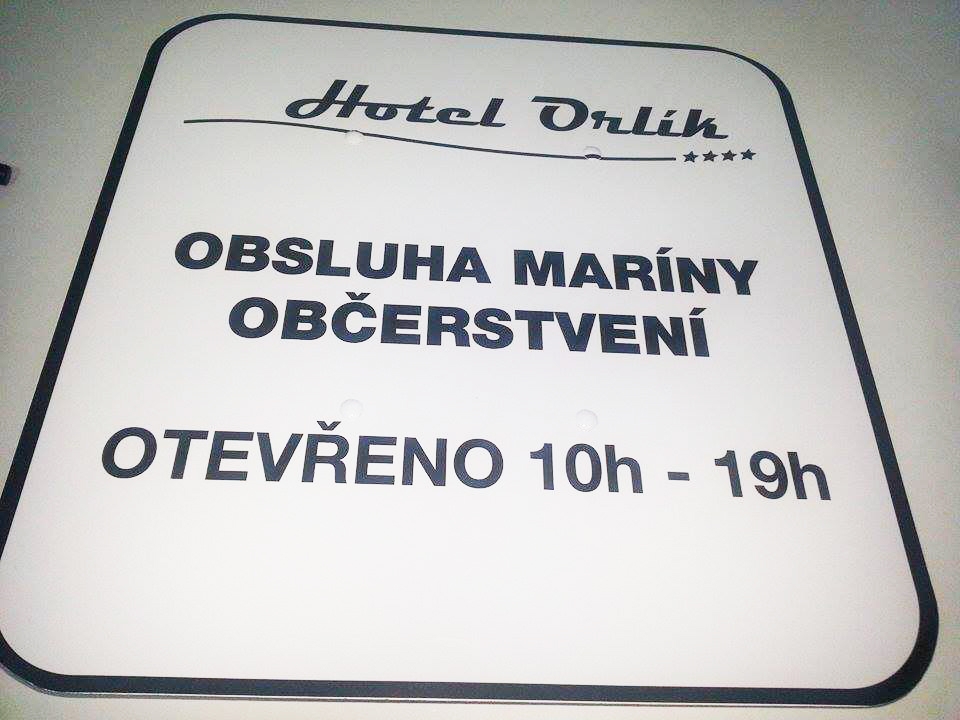 Hotel Orlík
★★★★
OBSLUHA MARÍNY
OBČERSTVENÍ
OTEVŘENO 10h - 19h